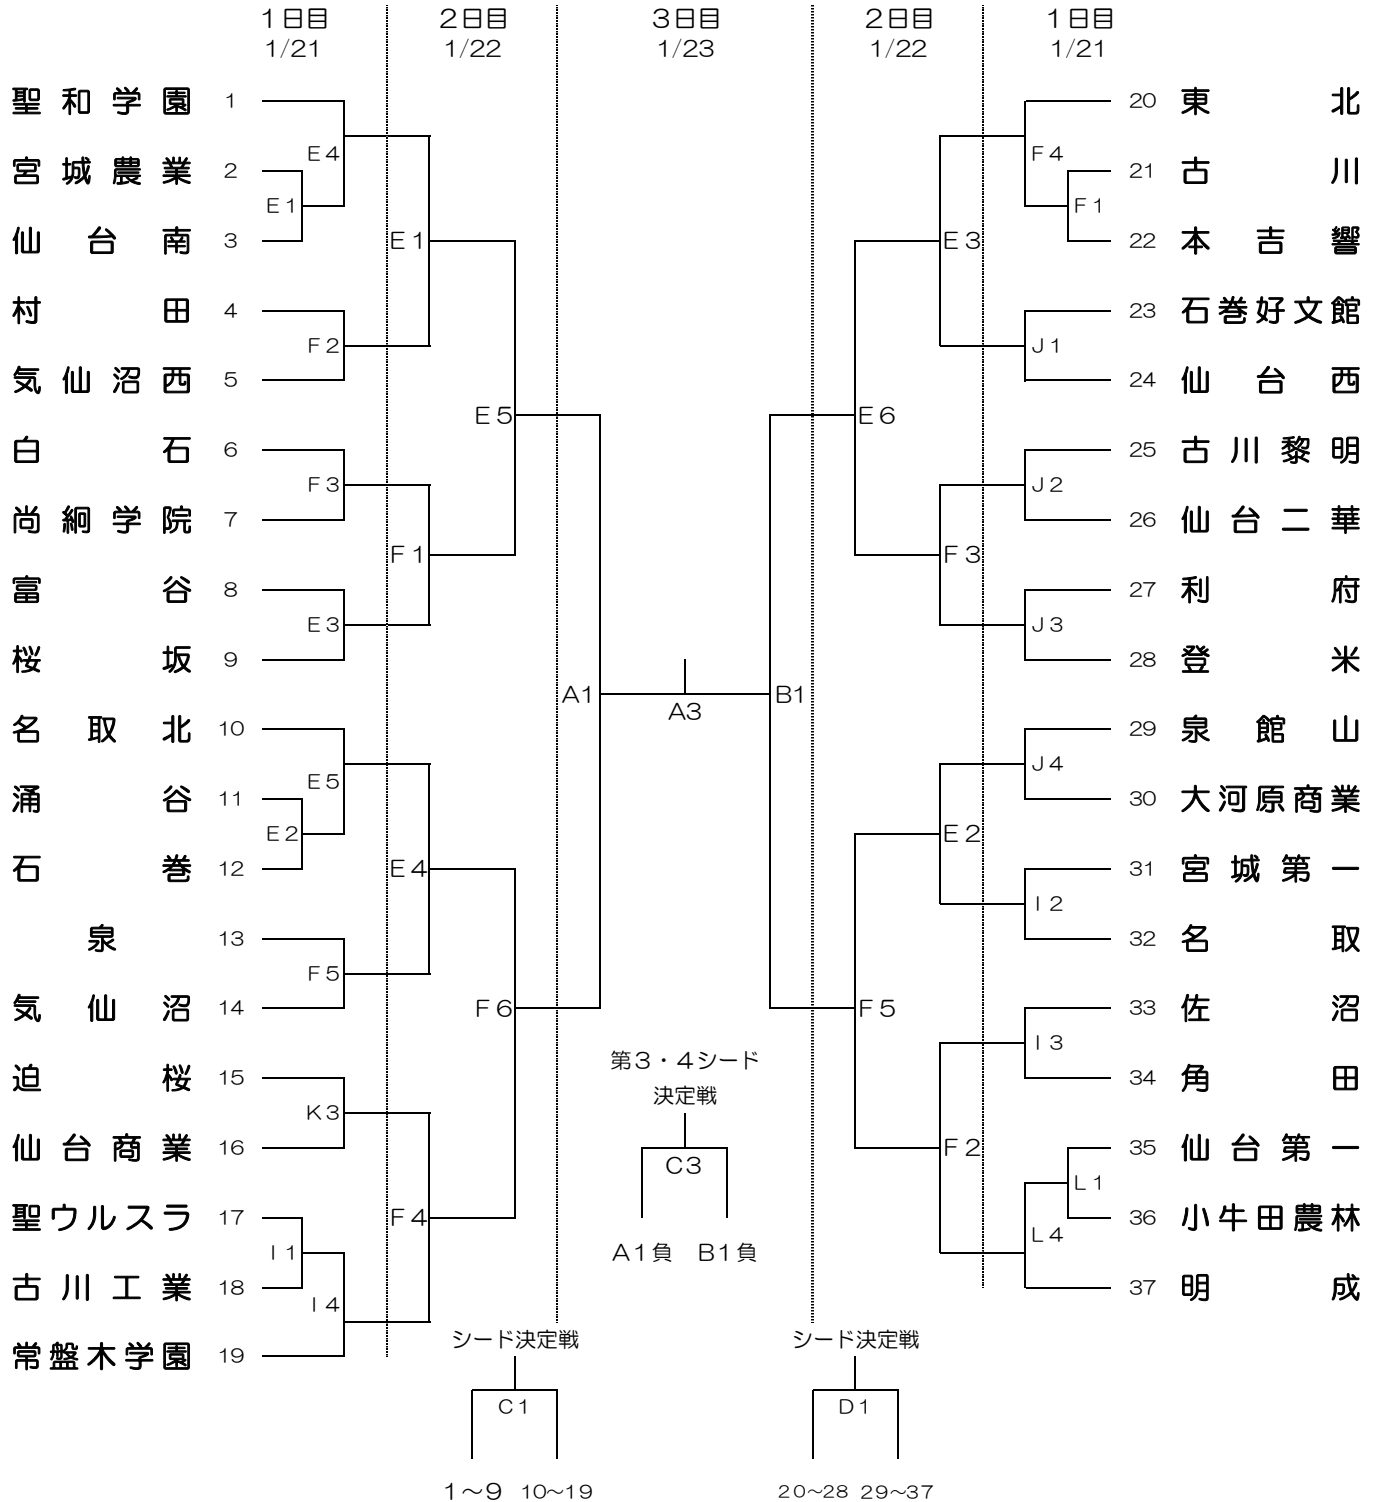 1日目 2日目 3日目 2日目 1日目
1/21 1/22 1/23 1/22 1/21
聖和学園 1 20 東北
E4 F4
宮城農業 2 21 古川
E1 F1
仙台南 3 E1 E3 22 本吉響
村田 4 23 石巻好文館
F2 J1
気仙沼西 5 24 仙台西
E5 E6
白石 6 25 古川黎明
F3 J2
尚絅学院 7 26 仙台二華
F1 F3
富谷 8 27 利府
E3 J3
桜坂 9 28 登米
A1 A3 B1
名取北 10 29 泉館山
E5 J4
涌谷 11 30 大河原商業
E2 E2
石巻 12 E4 31 宮城第一
I2
泉 13 32 名取
F5
気仙沼 14 F6 F5 33 佐沼
I3
第3・4シード
迫桜 15 34 角田
決定戦
K3
仙台商業 16 F2 35 仙台第一
C3 L1
聖ウルスラ 17 F4 36 小牛田農林
I1 A1負 B1負 L4
古川工業 18 37 明成
I4
シード決定戦 シード決定戦
常盤木学園 19
C1 D1
1～9 10～19 20～28 29～37